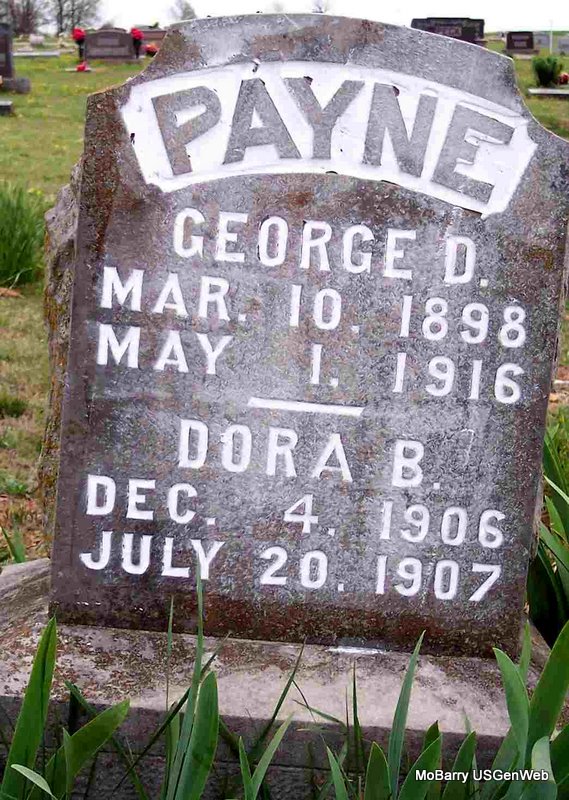 PAYNE
GEORGE D.
MAR. 10. 1898
MAY 1. 1916
DORA B.
DEC. 4. 1906
JULY 20. 1907
MoBarry USGenWeb